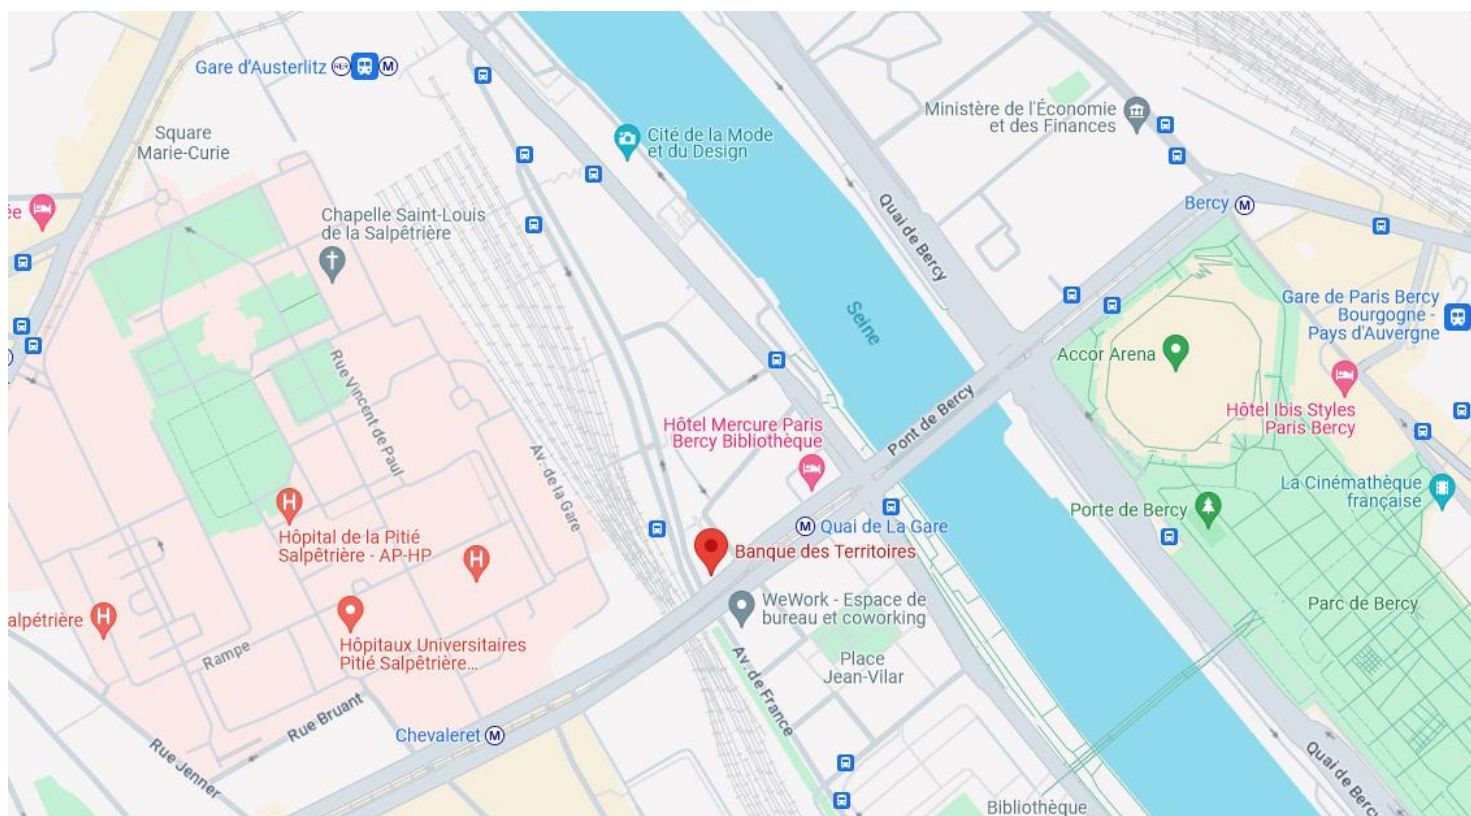 Gare d'Austerlitz
RER
M
Square
Marie-Curie
Cité de la Mode
et du Design
Ministère de l'Économie
et des Finances
Bercy
M
ée
Chapelle Saint-Louis
de la Salpêtrière
Quai de Bercy
Seine
Gare de Paris Bercy
Bourgogne -
Pays d'Auvergne
Accor Arena
Rue Vincent de Paul
Pont de Bercy
Hôtel Ibis Styles
Paris Bercy
Hôtel Mercure Paris
Bercy Bibliothèque
Av. de la Gare
La Cinémathèque
française
Porte de Bercy
H
Hôpital de la Pitié
Salpêtrière - AP-HP
H
M
Quai de La Gare
Banque des Territoires
WeWork - Espace de
bureau et coworking
Parc de Bercy
alpétrière
H
Hôpitaux Universitaires
Pitié Salpêtrière...
Rampe
Place
Jean-Vilar
Av. de France
Rue Bruant
Chevaleret
M
Rue Jenner
Quai de Bercy
Bibliothèque